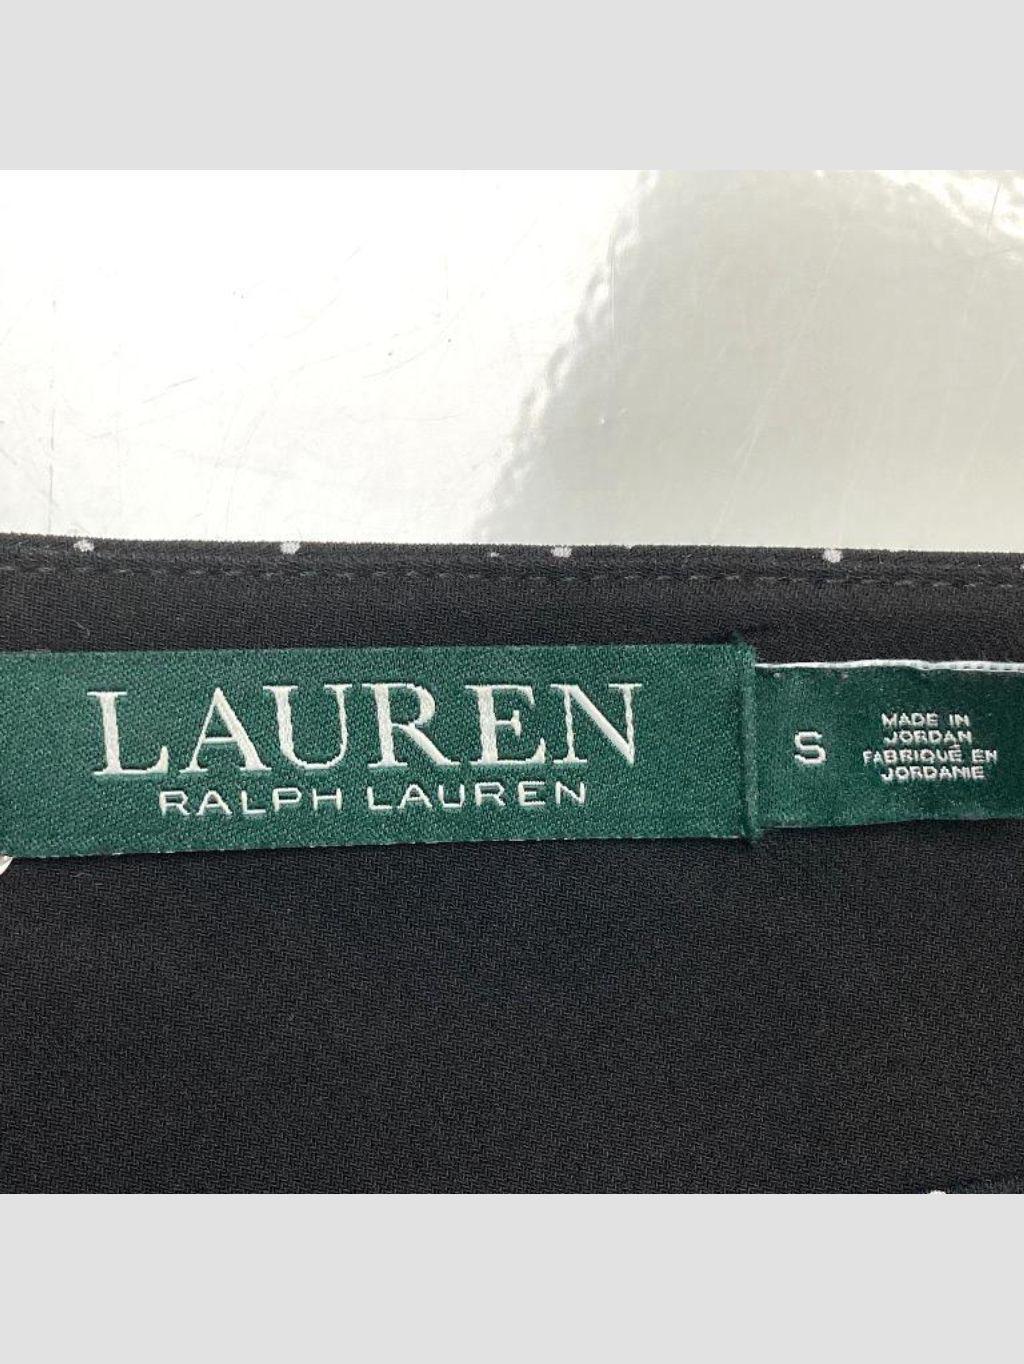 LAUREN
RALPH LAUREN
S
MADE IN
JORDAN
FABRIQUÉ EN
JORDANIE